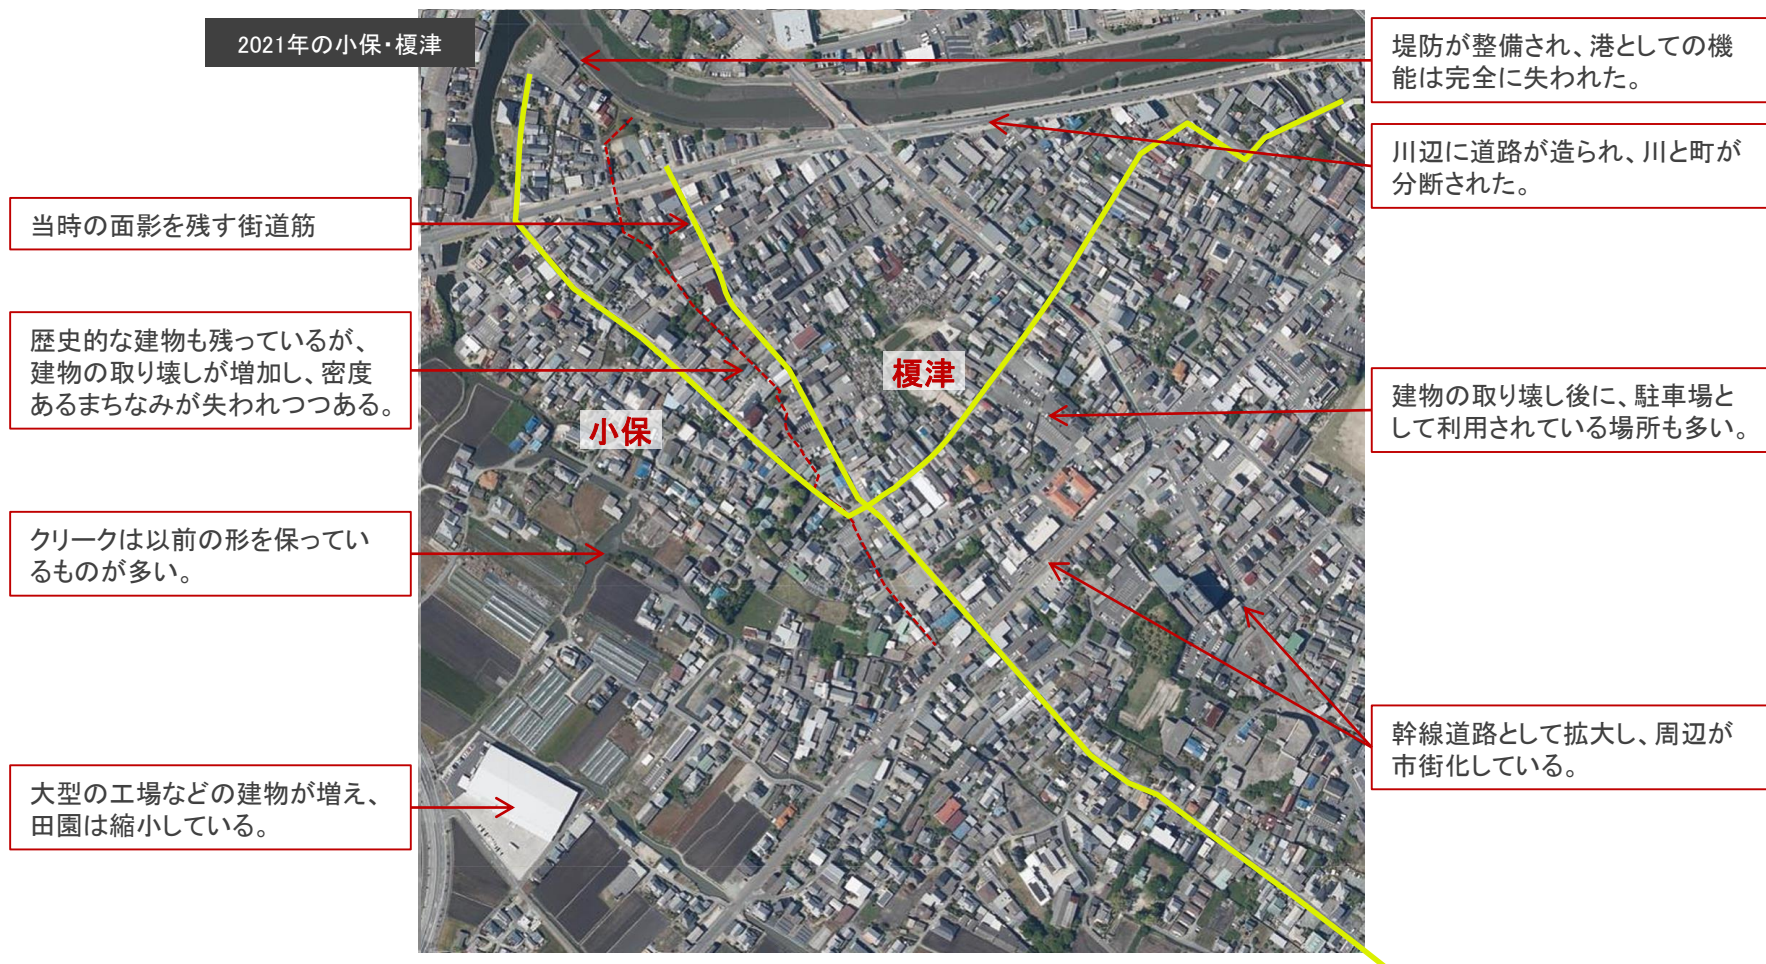 2021年の小保・榎津
堤防が整備され、港としての機
能は完全に失われた。
川辺に道路が造られ、川と町が
分断された。
当時の面影を残す街道筋
歴史的な建物も残っているが、
建物の取り壊しが増加し、密度
あるまちなみが失われつつある。
榎津
小保
建物の取り壊し後に、駐車場と
して利用されている場所も多い。
クリークは以前の形を保ってい
るものが多い。
幹線道路として拡大し、周辺が
市街化している。
大型の工場などの建物が増え、
田園は縮小している。